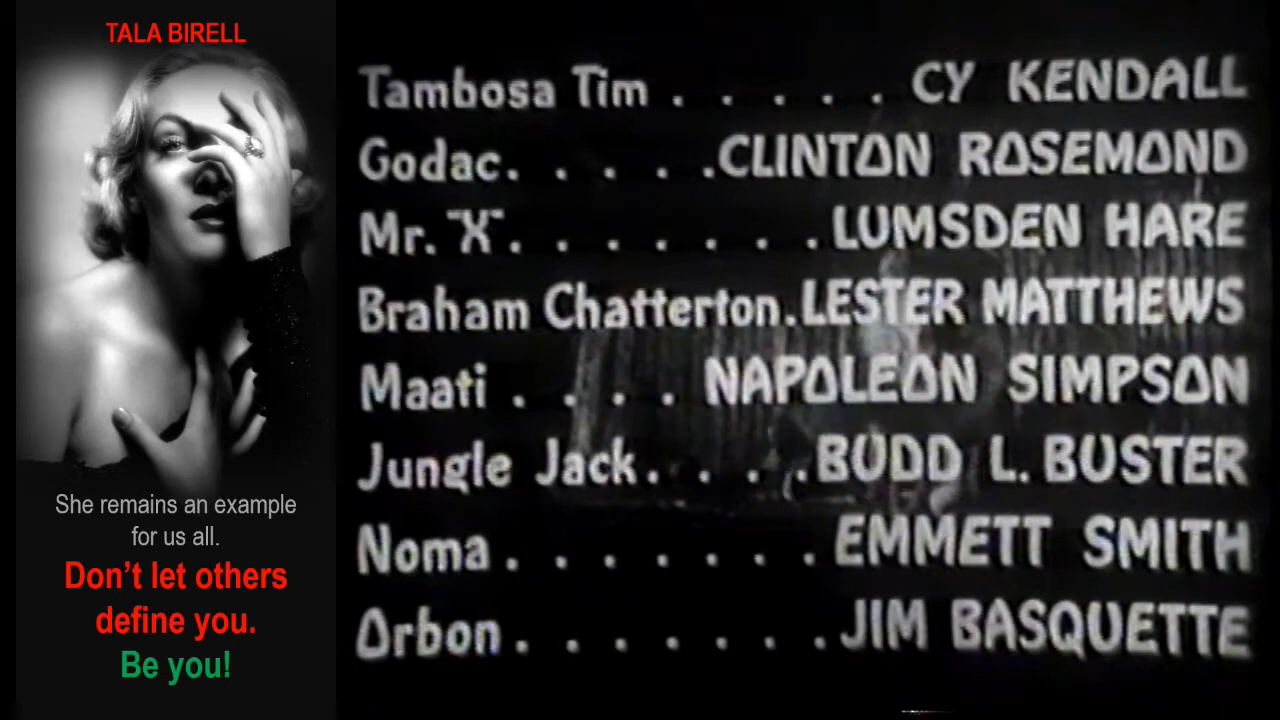 TALA BIRELL
She remains an example
for us all.
Don't let others
define you.
Be you!
Tambosa Tim . . . . . CY KENDALL
Godac. . . . .CLINTON ROSEMOND
Mr. "X". . . . . . . .LUMSDEN HARE
Braham Chatterton.LESTER MATTHEWS
Maati . . . . NAPOLEON SIMPSON
Jungle Jack. . . .BUDD L. BUSTER
Noma . . . . . . . EMMETT SMITH
Orbon . . . . . . .JIM BASQUETTE